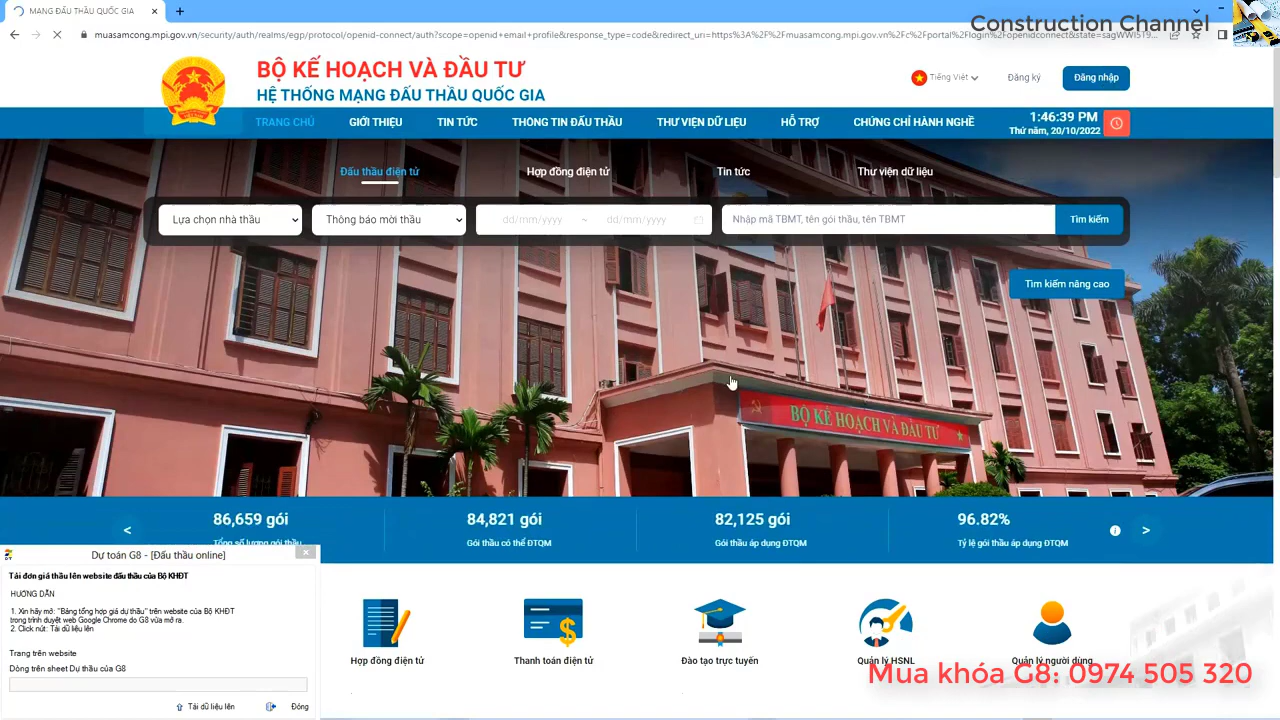 MẠNG ĐẤU THẦU QUỐC GIA
Construction Channel
muasamcong.mpi.gov.vn/security/auth/realms/egp/protocol/openid-connect/auth?scope=openid+email+profile&response_type=code&redirect_uri=https%3A%2F%2Fmuasamcong.mpi.gov.vn%2Fc%2Fportal%2Flogin%2Fopenidconnect&state=sagWWI519...
BỘ KẾ HOẠCH VÀ ĐẦU TƯ
HỆ THỐNG MẠNG ĐẤU THẦU QUỐC GIA
Tiếng Việt
Đăng ký
Đăng nhập
TRANG CHỦ GIỚI THIỆU TIN TỨC THÔNG TIN ĐẤU THẦU THƯ VIỆN DỮ LIỆU HỖ TRỢ CHỨNG CHỈ HÀNH NGHỀ
1:46:39 PM
Thứ năm, 20/10/2022
Đấu thầu điện tử Hợp đồng điện tử Tin tức Thư viện dữ liệu
Lựa chọn nhà thầu Thông báo mời thầu dd/mm/yyyy ~ dd/mm/yyyy Nhập mã TBMT, tên gói thầu, tên TBMT Tìm kiếm
Tìm kiếm nâng cao
BỘ KẾ HOẠCH VÀ ĐẦU TƯ
< 86,659 gói 84,821 gói 82,125 gói 96.82% >
Tổng số lượng gói thầu Gói thầu có thể ĐTQM Gói thầu áp dụng ĐTQM Tỷ lệ gói thầu áp dụng ĐTQM
Dự toán G8 - [Đấu thầu online]
Tải đơn giá thầu lên website đấu thầu của Bộ KHĐT
HƯỚNG DẪN
1. Xin hãy mở: "Bảng tổng hợp giá dự thầu" trên website của Bộ KHĐT
trong trình duyệt web Google Chrome do G8 vừa mở ra.
2. Click nút: Tải dữ liệu lên
Trang trên website
Dòng trên sheet Dự thầu của G8
Tải dữ liệu lên Đóng
Hợp đồng điện tử Thanh toán điện tử Đào tạo trực tuyến Quản lý HSNL Quản lý người dùng
Mua khóa G8: 0974 505 320